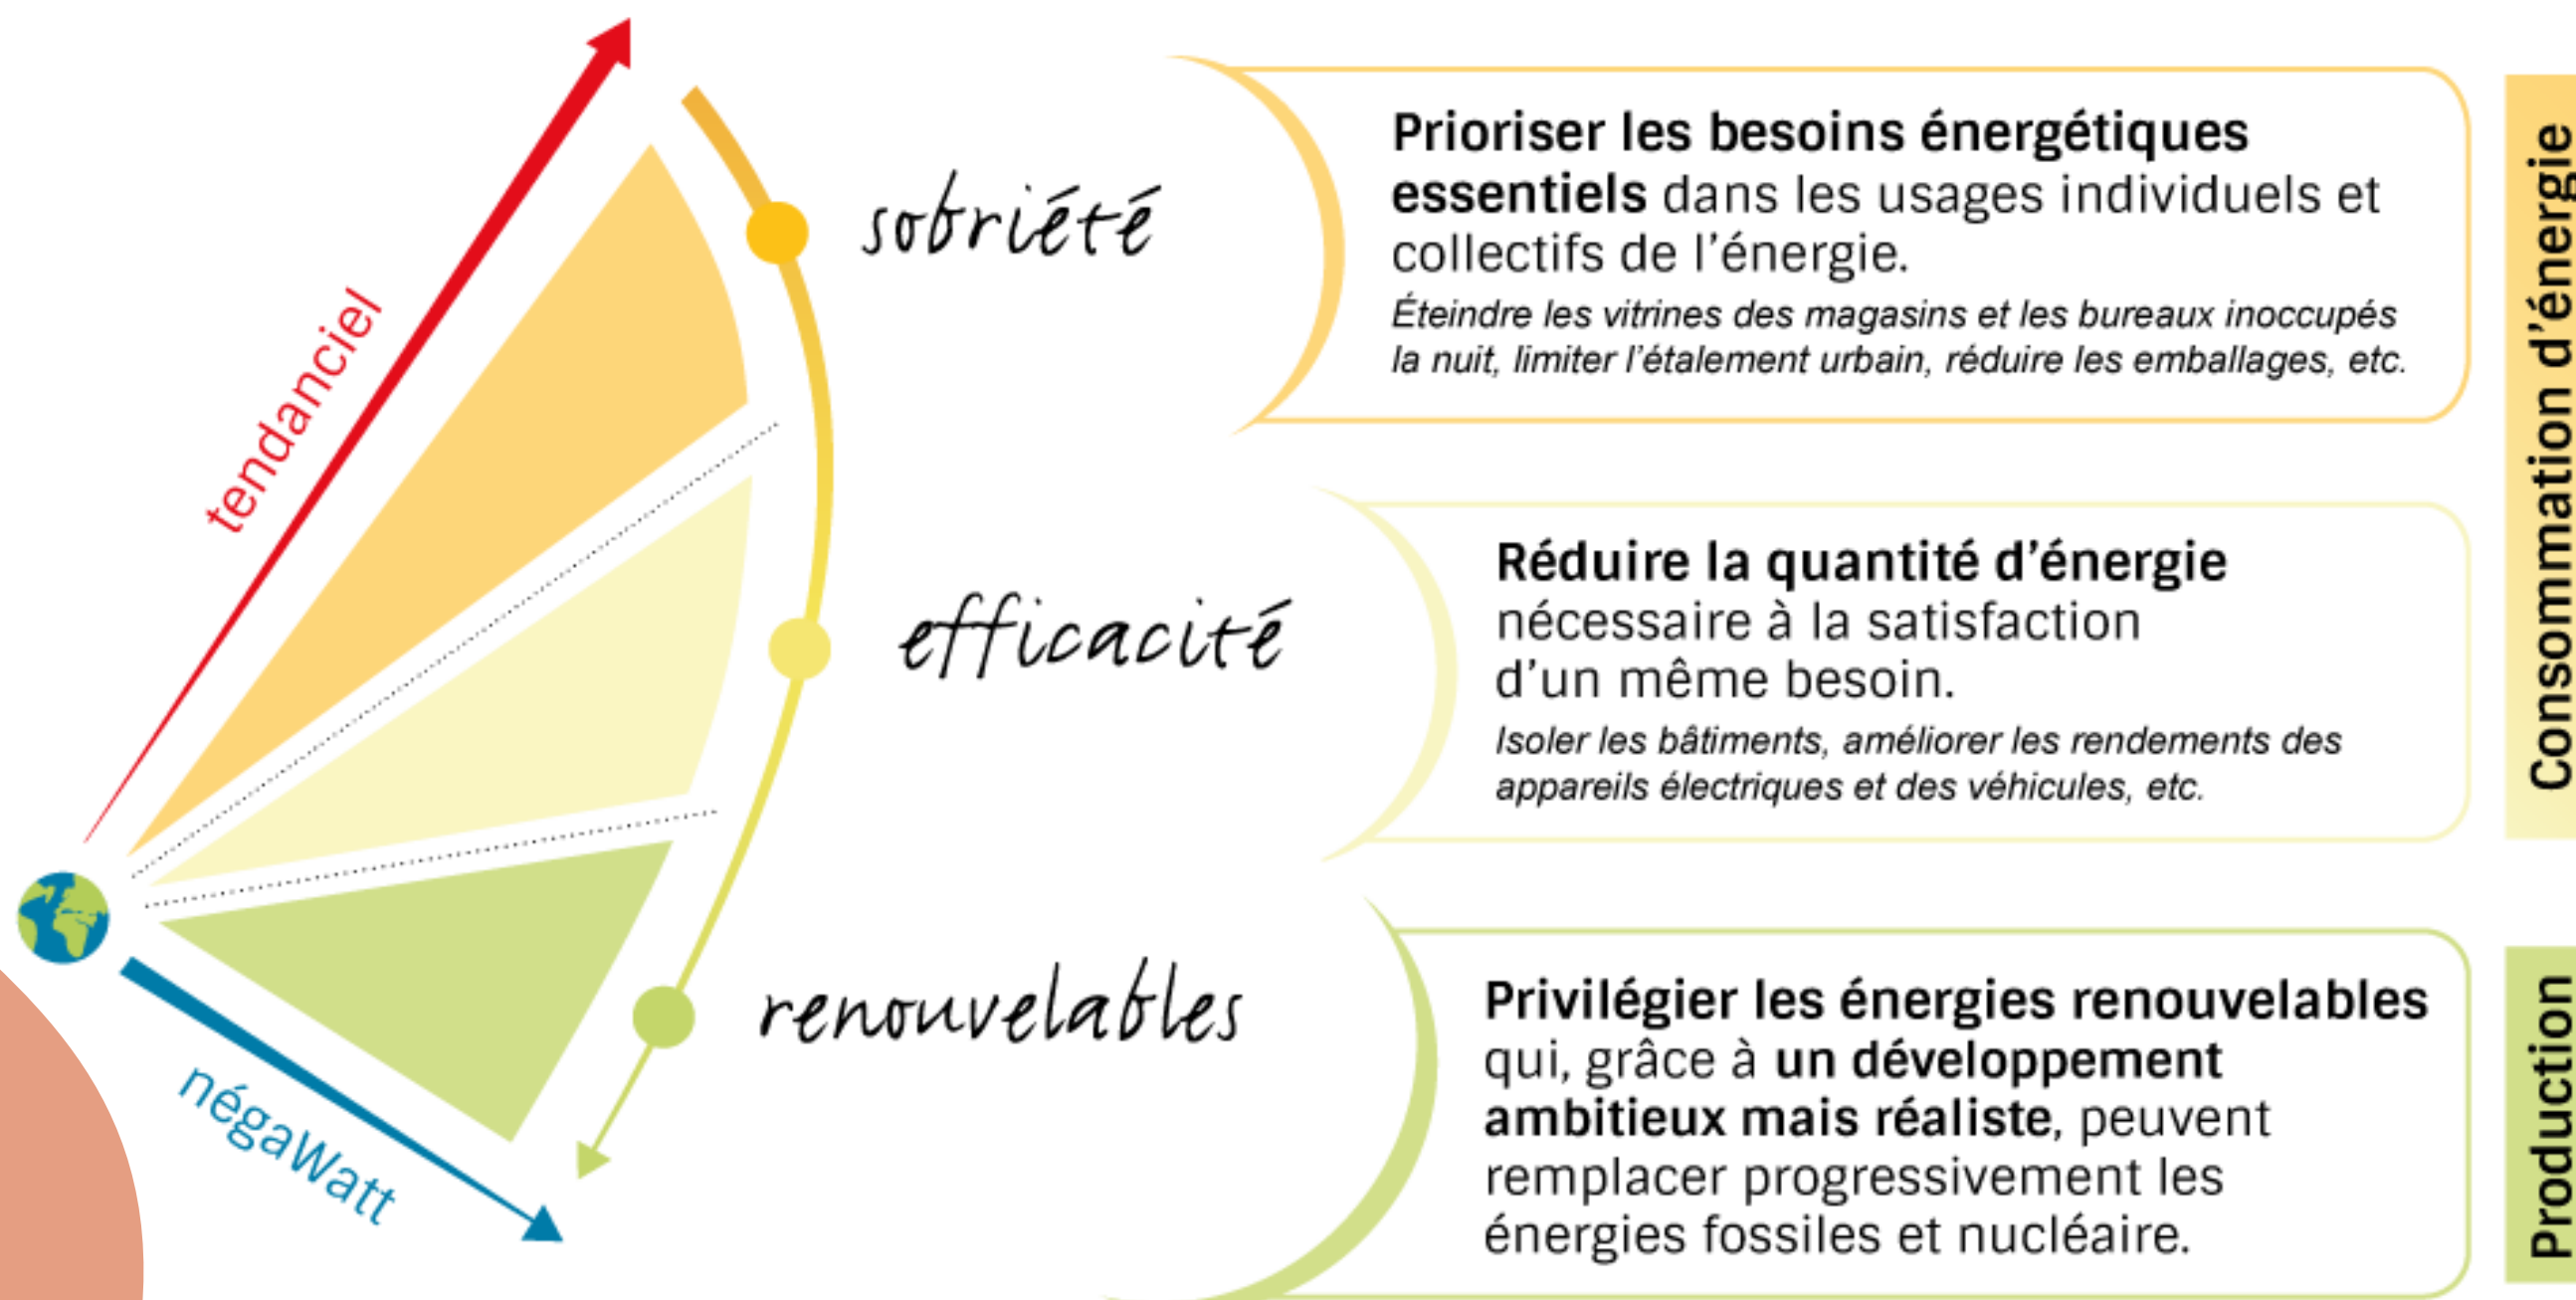 tendanciel
sobriété
Prioriser les besoins énergétiques
essentiels dans les usages individuels et
collectifs de l'énergie.
Éteindre les vitrines des magasins et les bureaux inoccupés
la nuit, limiter l'étalement urbain, réduire les emballages, etc.
efficacité
Réduire la quantité d'énergie
nécessaire à la satisfaction
d'un même besoin.
Isoler les bâtiments, améliorer les rendements des
appareils électriques et des véhicules, etc.
Consommation d'énergie
négaWatt
renouvelables
Privilégier les énergies renouvelables
qui, grâce à un développement
ambitieux mais réaliste, peuvent
remplacer progressivement les
énergies fossiles et nucléaire.
Production